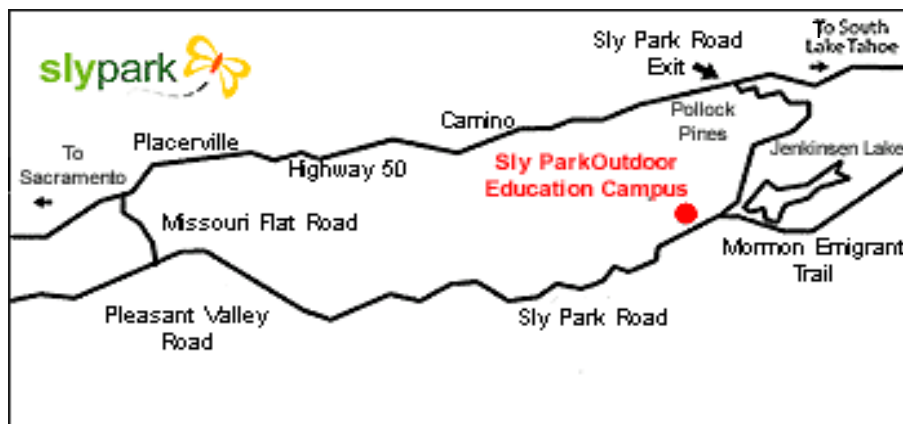 slypark
Sly Park Road
Exit
To South
Lake Tahoe
Camino
Pollock
Pines
Placerville
Highway 50
To
Sacramento
Sly ParkOutdoor
Education Campus
Jenkinsen Lake
Missouri Flat Road
Mormon Emigrant
Trail
Pleasant Valley
Road
Sly Park Road